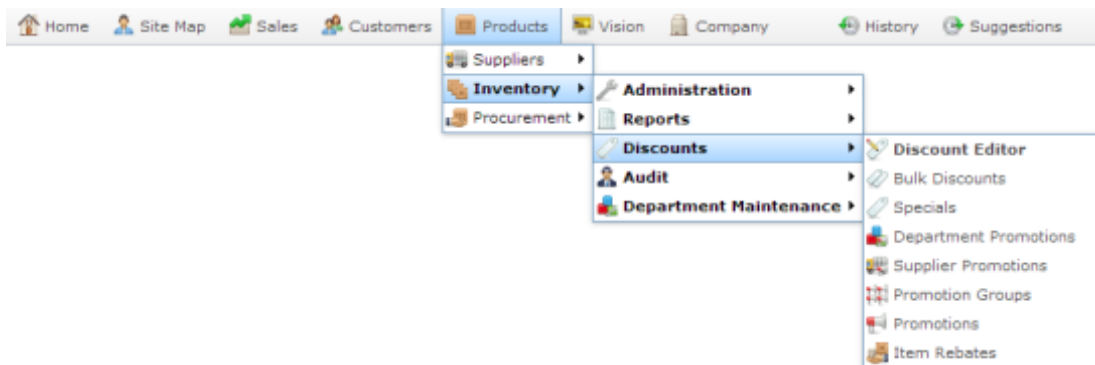 Home Site Map Sales Customers Products Vision Company History Suggestions
Suppliers
Inventory
Procurement
Administration
Reports
Discounts
Audit
Department Maintenance
Discount Editor
Bulk Discounts
Specials
Department Promotions
Supplier Promotions
Promotion Groups
Promotions
Item Rebates